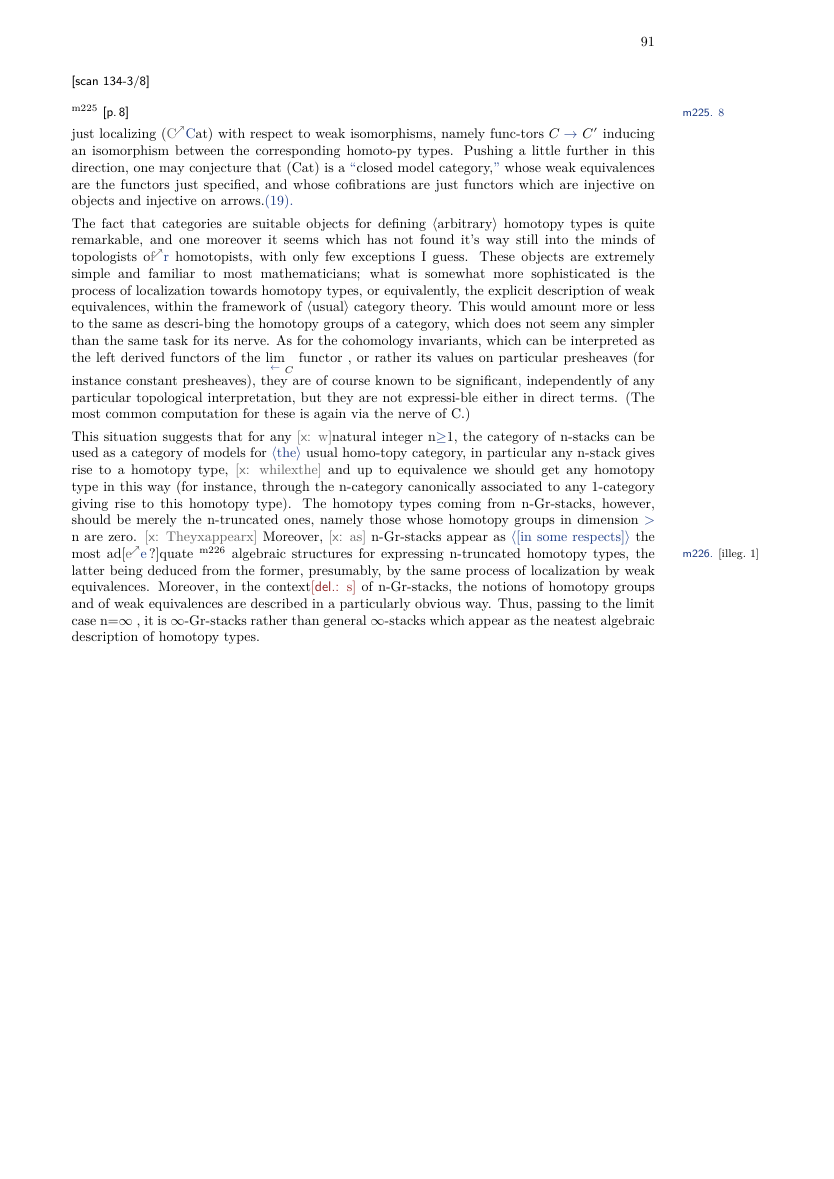 91
[scan 134-3/8]
m225 [p. 8]
m225. 8
just localizing (C↗Cat) with respect to weak isomorphisms, namely func-tors C → C′ inducing
an isomorphism between the corresponding homoto-py types. Pushing a little further in this
direction, one may conjecture that (Cat) is a “closed model category,” whose weak equivalences
are the functors just specified, and whose cofibrations are just functors which are injective on
objects and injective on arrows.(19).
The fact that categories are suitable objects for defining ⟨arbitrary⟩ homotopy types is quite
remarkable, and one moreover it seems which has not found it’s way still into the minds of
topologists of↗r homotopists, with only few exceptions I guess. These objects are extremely
simple and familiar to most mathematicians; what is somewhat more sophisticated is the
process of localization towards homotopy types, or equivalently, the explicit description of weak
equivalences, within the framework of ⟨usual⟩ category theory. This would amount more or less
to the same as descri-bing the homotopy groups of a category, which does not seem any simpler
than the same task for its nerve. As for the cohomology invariants, which can be interpreted as
the left derived functors of the lim ← C functor , or rather its values on particular presheaves (for
instance constant presheaves), they are of course known to be significant, independently of any
particular topological interpretation, but they are not expressi-ble either in direct terms. (The
most common computation for these is again via the nerve of C.)
This situation suggests that for any [x: w]natural integer n≥1, the category of n-stacks can be
used as a category of models for ⟨the⟩ usual homo-topy category, in particular any n-stack gives
rise to a homotopy type, [x: whilexthe] and up to equivalence we should get any homotopy
type in this way (for instance, through the n-category canonically associated to any 1-category
giving rise to this homotopy type). The homotopy types coming from n-Gr-stacks, however,
should be merely the n-truncated ones, namely those whose homotopy groups in dimension >
n are zero. [x: Theyxappearx] Moreover, [x: as] n-Gr-stacks appear as ⟨[in some respects]⟩ the
most ad[e↗e ?]quate m226 algebraic structures for expressing n-truncated homotopy types, the
m226. [illeg. 1]
latter being deduced from the former, presumably, by the same process of localization by weak
equivalences. Moreover, in the context[del.: s] of n-Gr-stacks, the notions of homotopy groups
and of weak equivalences are described in a particularly obvious way. Thus, passing to the limit
case n=∞ , it is ∞-Gr-stacks rather than general ∞-stacks which appear as the neatest algebraic
description of homotopy types.